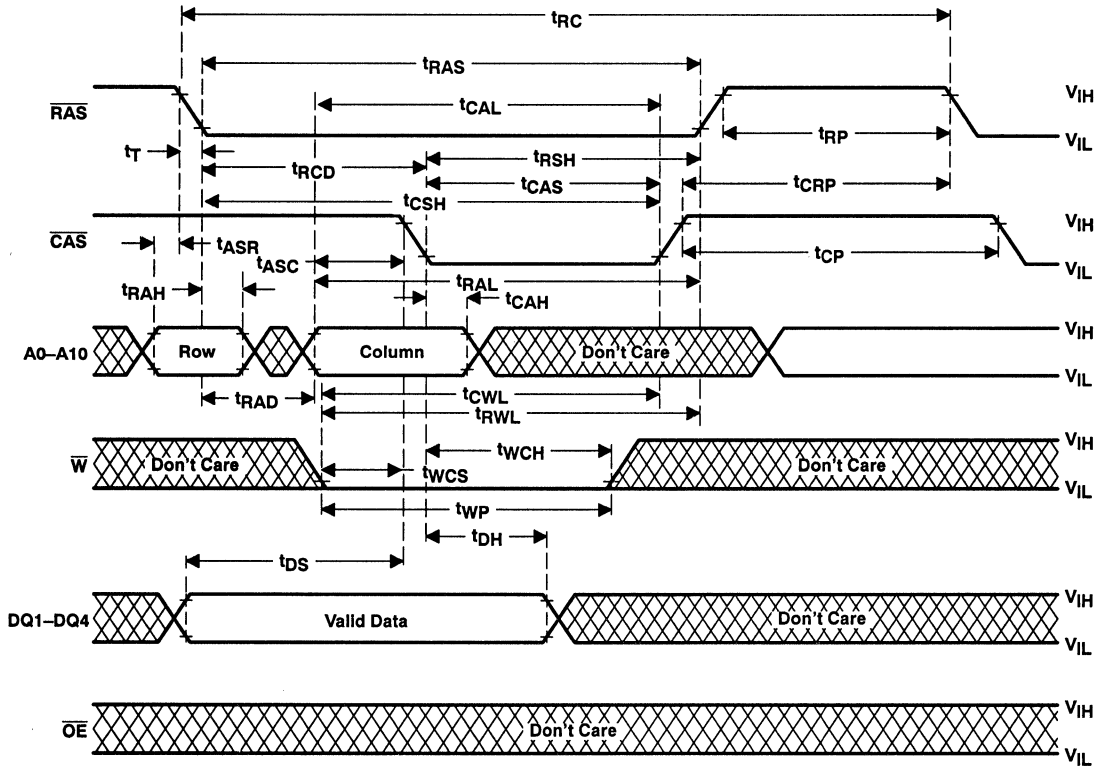 tRC
tRAS
VIH
RAS
tCAL
tRP
VIL
tT
tRCD
tRSH
tCAS
tCRP
tCSH
VIH
CAS
tASR
tASC
tCP
VIL
tRAL
tRAH
tCAH
VIH
A0–A10
Row
Column
Don't Care
VIL
tRAD
tCWL
tRWL
VIH
W
Don't Care
tWCH
Don't Care
tWCS
VIL
tWP
tDH
tDS
VIH
DQ1–DQ4
Valid Data
Don't Care
VIL
VIH
OE
Don't Care
VIL